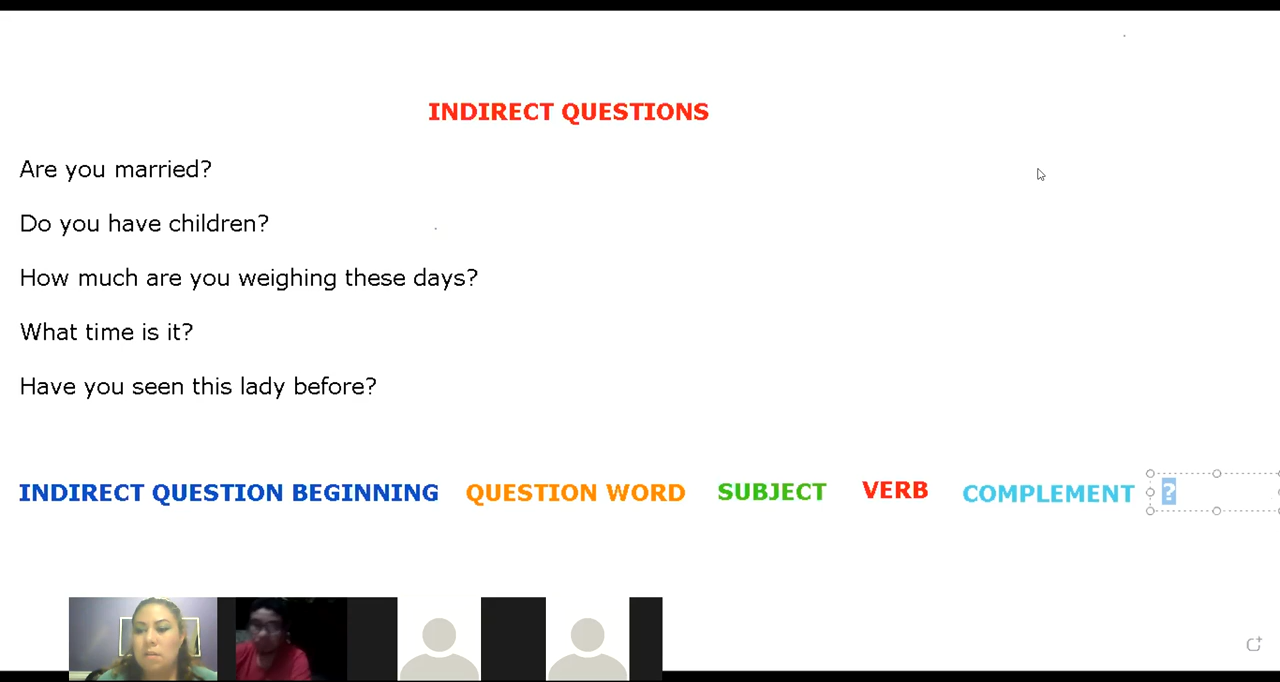 INDIRECT QUESTIONS
Are you married?
Do you have children?
How much are you weighing these days?
What time is it?
Have you seen this lady before?
INDIRECT QUESTION BEGINNING QUESTION WORD SUBJECT VERB COMPLEMENT ?